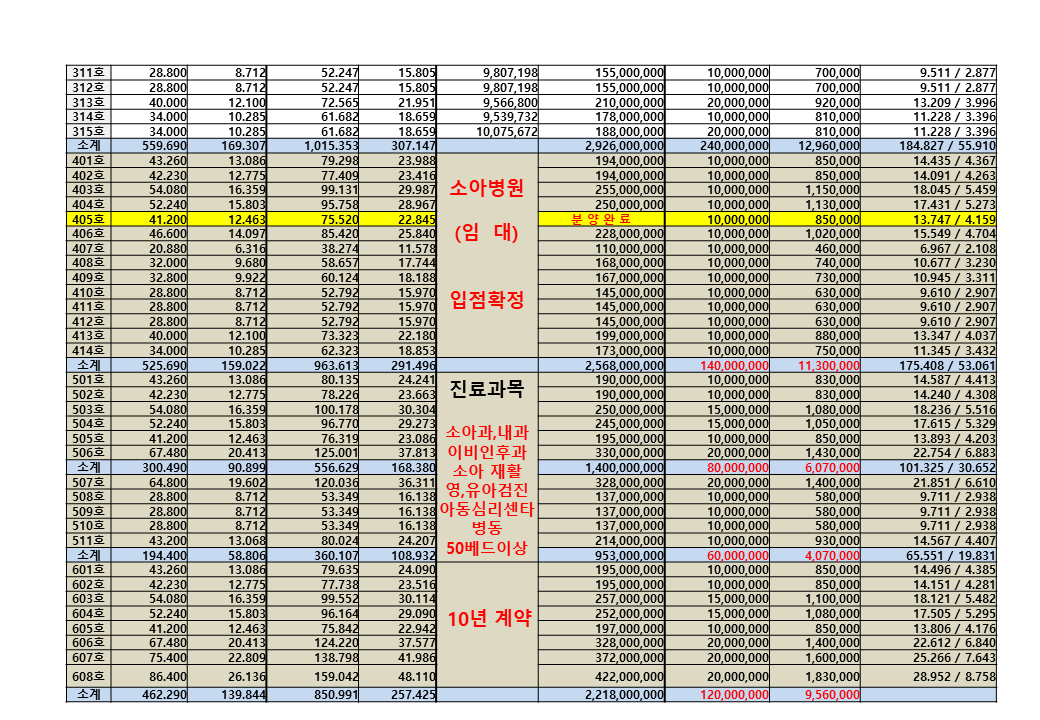 311호 28.800 8.712 52.247 15.805 9,807,198 155,000,000 10,000,000 700,000 9.511 / 2.877
312호 28.800 8.712 52.247 15.805 9,807,198 155,000,000 10,000,000 700,000 9.511 / 2.877
313호 40.000 12.100 72.565 21.951 9,566,800 210,000,000 20,000,000 920,000 13.209 / 3.996
314호 34.000 10.285 61.682 18.659 9,539,732 178,000,000 10,000,000 810,000 11.228 / 3.396
315호 34.000 10.285 61.682 18.659 10,075,672 188,000,000 20,000,000 810,000 11.228 / 3.396
소계 559.690 169.307 1,015.353 307.147 2,926,000,000 240,000,000 12,960,000 184.827 / 55.910
401호 43.260 13.086 79.298 23.988 194,000,000 10,000,000 850,000 14.435 / 4.367
402호 42.230 12.775 77.409 23.416 194,000,000 10,000,000 850,000 14.091 / 4.263
403호 54.080 16.359 99.131 29.987 255,000,000 10,000,000 1,150,000 18.045 / 5.459
404호 52.240 15.803 95.758 28.967 250,000,000 10,000,000 1,130,000 17.431 / 5.273
405호 41.200 12.463 75.520 22.845 분 양 완 료 10,000,000 850,000 13.747 / 4.159
406호 46.600 14.097 85.420 25.840 228,000,000 10,000,000 1,020,000 15.549 / 4.704
407호 20.880 6.316 38.274 11.578 110,000,000 10,000,000 460,000 6.967 / 2.108
408호 32.000 9.680 58.657 17.744 168,000,000 10,000,000 740,000 10.677 / 3.230
409호 32.800 9.922 60.124 18.188 167,000,000 10,000,000 730,000 10.945 / 3.311
410호 28.800 8.712 52.792 15.970 145,000,000 10,000,000 630,000 9.610 / 2.907
411호 28.800 8.712 52.792 15.970 145,000,000 10,000,000 630,000 9.610 / 2.907
412호 28.800 8.712 52.792 15.970 145,000,000 10,000,000 630,000 9.610 / 2.907
413호 40.000 12.100 73.323 22.180 199,000,000 10,000,000 880,000 13.347 / 4.037
414호 34.000 10.285 62.323 18.853 173,000,000 10,000,000 750,000 11.345 / 3.432
소아병원
(임 대)
입점확정
소계 525.690 159.022 963.613 291.496 2,568,000,000 140,000,000 11,300,000 175.408 / 53.061
501호 43.260 13.086 80.135 24.241 190,000,000 10,000,000 830,000 14.587 / 4.413
502호 42.230 12.775 78.226 23.663 190,000,000 10,000,000 830,000 14.240 / 4.308
503호 54.080 16.359 100.178 30.304 250,000,000 15,000,000 1,080,000 18.236 / 5.516
504호 52.240 15.803 96.770 29.273 245,000,000 15,000,000 1,050,000 17.615 / 5.329
505호 41.200 12.463 76.319 23.086 195,000,000 10,000,000 850,000 13.893 / 4.203
506호 67.480 20.413 125.001 37.813 330,000,000 20,000,000 1,430,000 22.754 / 6.883
소계 300.490 90.899 556.629 168.380 1,400,000,000 80,000,000 6,070,000 101.325 / 30.652
507호 64.800 19.602 120.036 36.311 328,000,000 20,000,000 1,400,000 21.851 / 6.610
508호 28.800 8.712 53.349 16.138 137,000,000 10,000,000 580,000 9.711 / 2.938
509호 28.800 8.712 53.349 16.138 137,000,000 10,000,000 580,000 9.711 / 2.938
510호 28.800 8.712 53.349 16.138 137,000,000 10,000,000 580,000 9.711 / 2.938
511호 43.200 13.068 80.024 24.207 214,000,000 10,000,000 930,000 14.567 / 4.407
소계 194.400 58.806 360.107 108.932 953,000,000 60,000,000 4,070,000 65.551 / 19.831
진료과목
소아과,내과
이비인후과
소아 재활
영,유아검진
아동심리센타
병동
50베드이상
601호 43.260 13.086 79.635 24.090 195,000,000 10,000,000 850,000 14.496 / 4.385
602호 42.230 12.775 77.738 23.516 195,000,000 10,000,000 850,000 14.151 / 4.281
603호 54.080 16.359 99.552 30.114 257,000,000 15,000,000 1,100,000 18.121 / 5.482
604호 52.240 15.803 96.164 29.090 252,000,000 15,000,000 1,080,000 17.505 / 5.295
605호 41.200 12.463 75.842 22.942 197,000,000 10,000,000 850,000 13.806 / 4.176
606호 67.480 20.413 124.220 37.577 328,000,000 20,000,000 1,400,000 22.612 / 6.840
607호 75.400 22.809 138.798 41.986 372,000,000 20,000,000 1,600,000 25.266 / 7.643
608호 86.400 26.136 159.042 48.110 422,000,000 20,000,000 1,830,000 28.952 / 8.758
10년 계약
소계 462.290 139.844 850.991 257.425 2,218,000,000 120,000,000 9,560,000